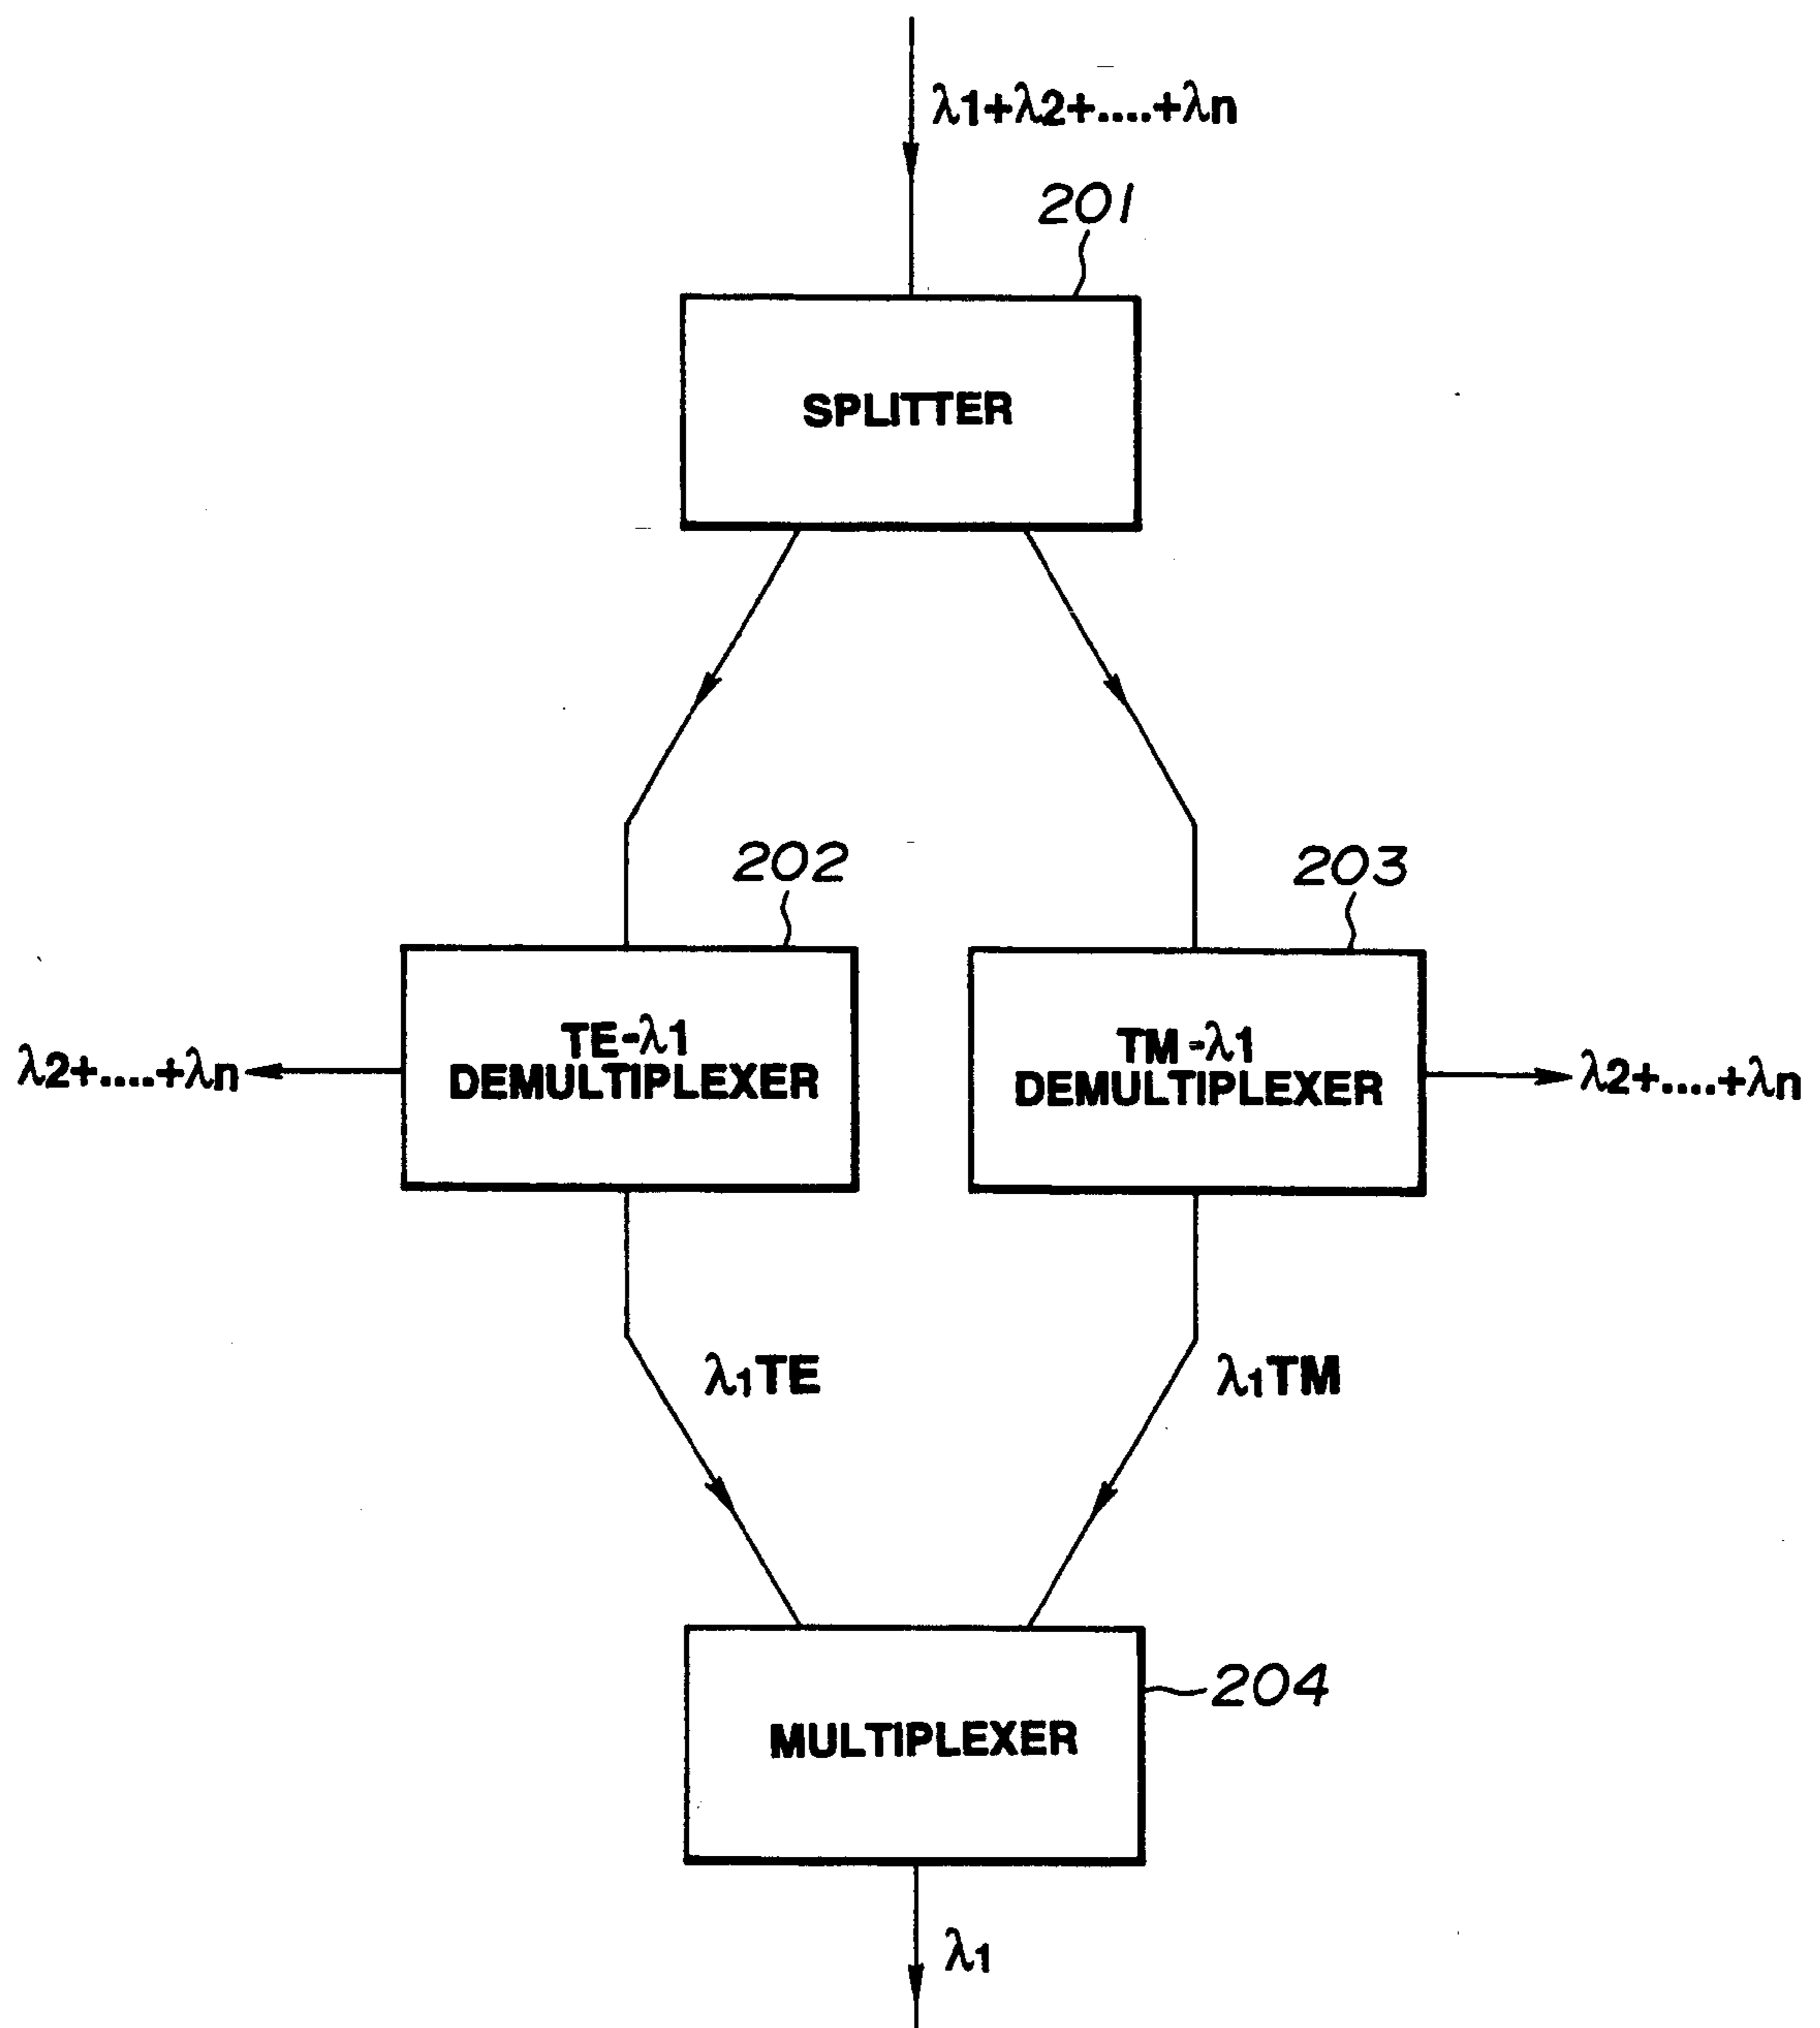 λ1+λ2+....+λn
201
SPLITTER
202
203
TE-λ1
DEMULTIPLEXER
TM-λ1
DEMULTIPLEXER
λ2+....+λn
λ2+....+λn
λ1TE
λ1TM
204
MULTIPLEXER
λ1